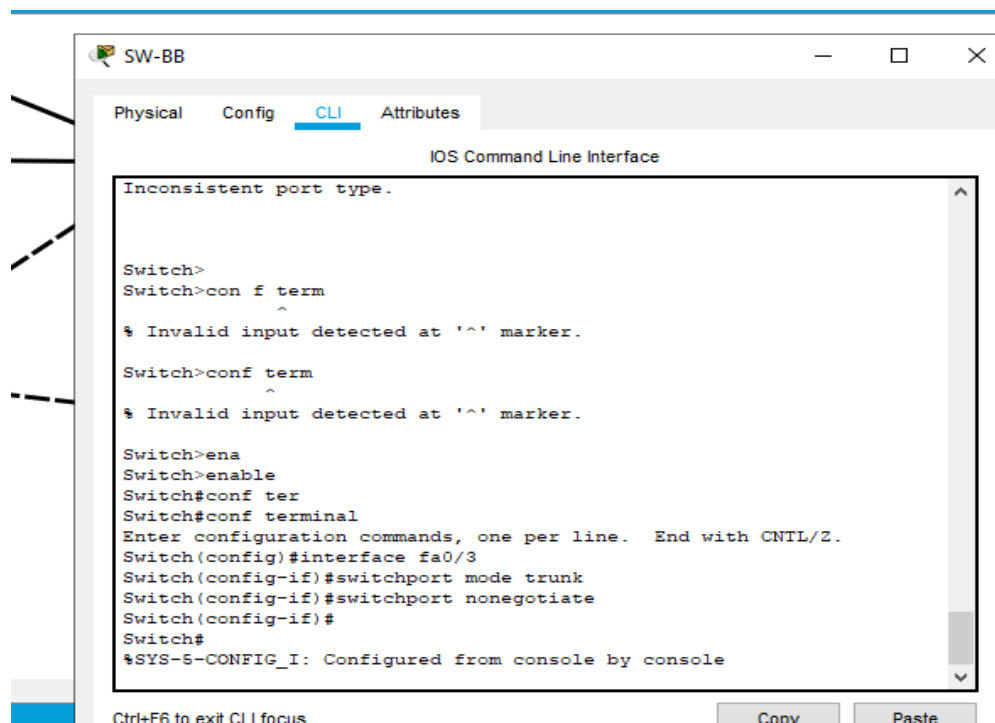 SW-BB
Physical Config CLI Attributes
IOS Command Line Interface
Inconsistent port type.
Switch>
Switch>con f term
^
% Invalid input detected at '^' marker.
Switch>conf term
^
% Invalid input detected at '^' marker.
Switch>ena
Switch>enable
Switch#conf ter
Switch#conf terminal
Enter configuration commands, one per line.  End with CNTL/Z.
Switch(config)#interface fa0/3
Switch(config-if)#switchport mode trunk
Switch(config-if)#switchport nonegotiate
Switch(config-if)#
Switch#
%SYS-5-CONFIG_I: Configured from console by console
Ctrl+F6 to exit CLI focus Copy Paste